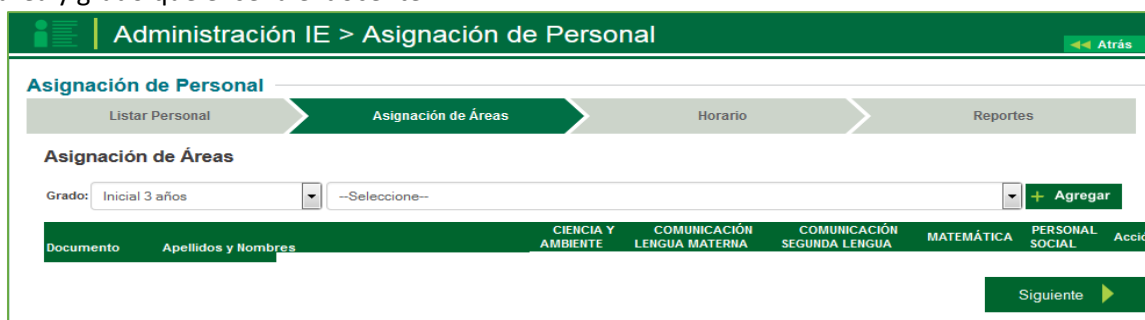 Administración IE > Asignación de Personal
Atrás
Asignación de Personal
Listar Personal
Asignación de Áreas
Horario
Reportes
Asignación de Áreas
Grado: Inicial 3 años
--Seleccione--
+ Agregar
Documento
Apellidos y Nombres
CIENCIA Y
AMBIENTE
COMUNICACIÓN
LENGUA MATERNA
COMUNICACIÓN
SEGUNDA LENGUA
MATEMÁTICA
PERSONAL
SOCIAL
Siguiente